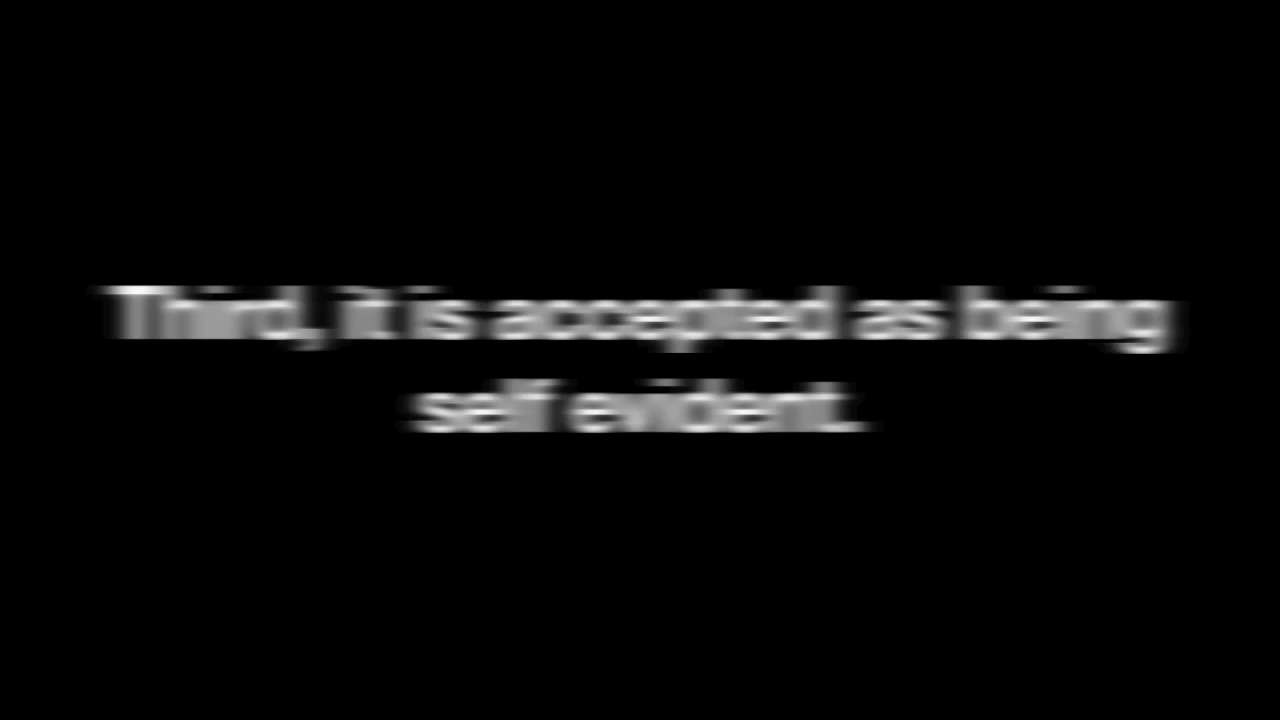 Third, it is accepted as being
self evident.